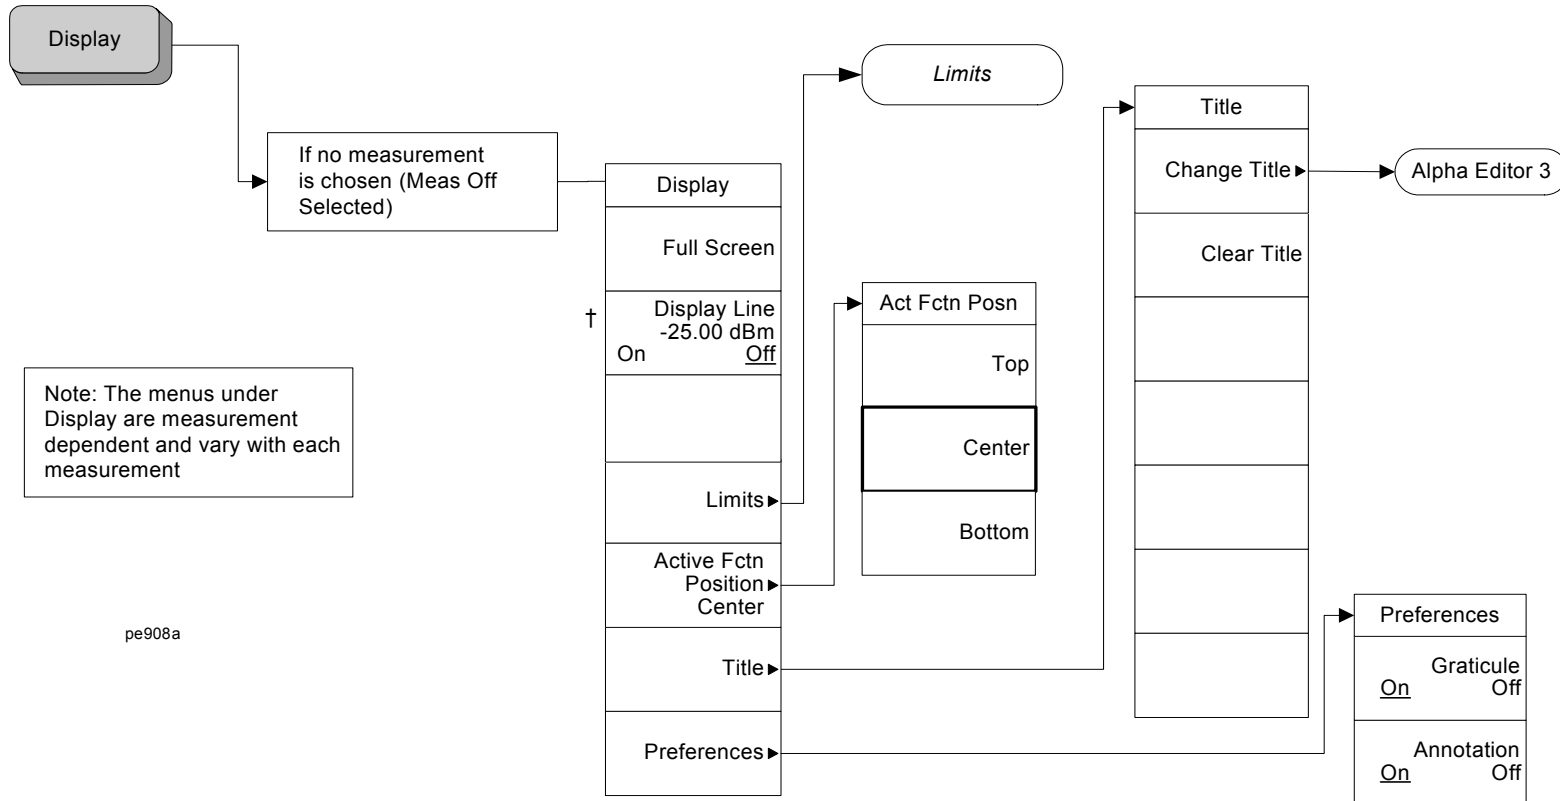 Display
If no measurement
is chosen (Meas Off
Selected)
Note: The menus under
Display are measurement
dependent and vary with each
measurement
pe908a
Display
Full Screen
†
Display Line
-25.00 dBm
On Off
Limits
Active Fctn
Position
Center
Title
Preferences
Limits
Act Fctn Posn
Top
Center
Bottom
Title
Change Title
Clear Title
Alpha Editor 3
Preferences
Graticule
On Off
Annotation
On Off